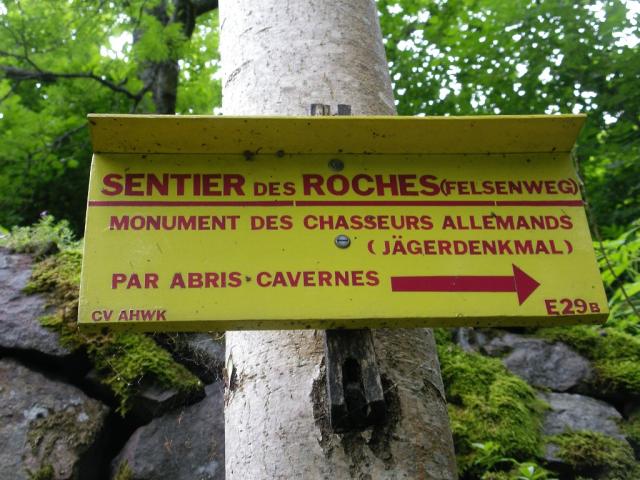 SENTIER DES ROCHES (FELSENWEG)
MONUMENT DES CHASSEURS ALLEMANDS
(JÄGERDENKMAL)
PAR ABRIS-CAVERNES
CV AHWK
E29B